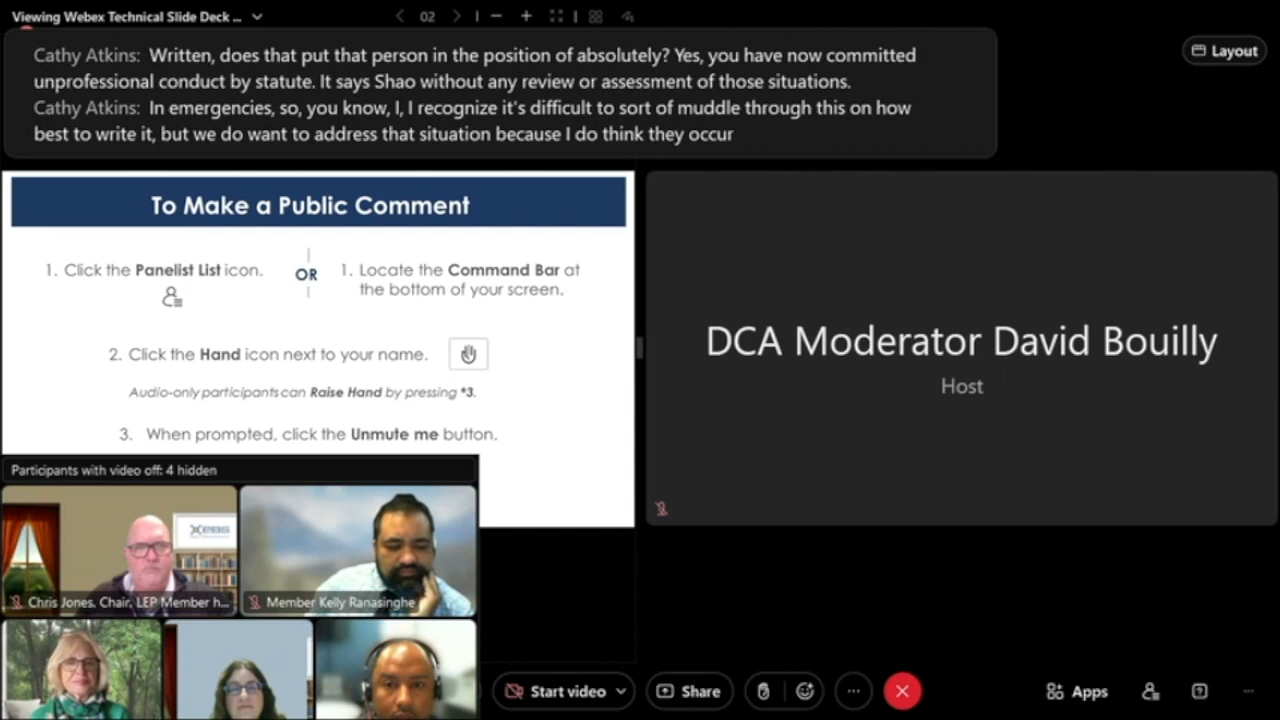 Viewing Webex Technical Slide Deck ...
02
Cathy Atkins: Written, does that put that person in the position of absolutely? Yes, you have now committed
unprofessional conduct by statute. It says Shao without any review or assessment of those situations.
Cathy Atkins: In emergencies, so, you know, I, I recognize it's difficult to sort of muddle through this on how
best to write it, but we do want to address that situation because I do think they occur
Layout
To Make a Public Comment
1. Click the Panelist List icon.
OR
1. Locate the Command Bar at
the bottom of your screen.
2. Click the Hand icon next to your name.
Audio-only participants can Raise Hand by pressing *3.
3. When prompted, click the Unmute me button.
DCA Moderator David Bouilly
Host
Participants with video off: 4 hidden
Chris Jones, Chair, LEP Member h...
Member Kelly Ranasinghe
Start video
Share
Apps